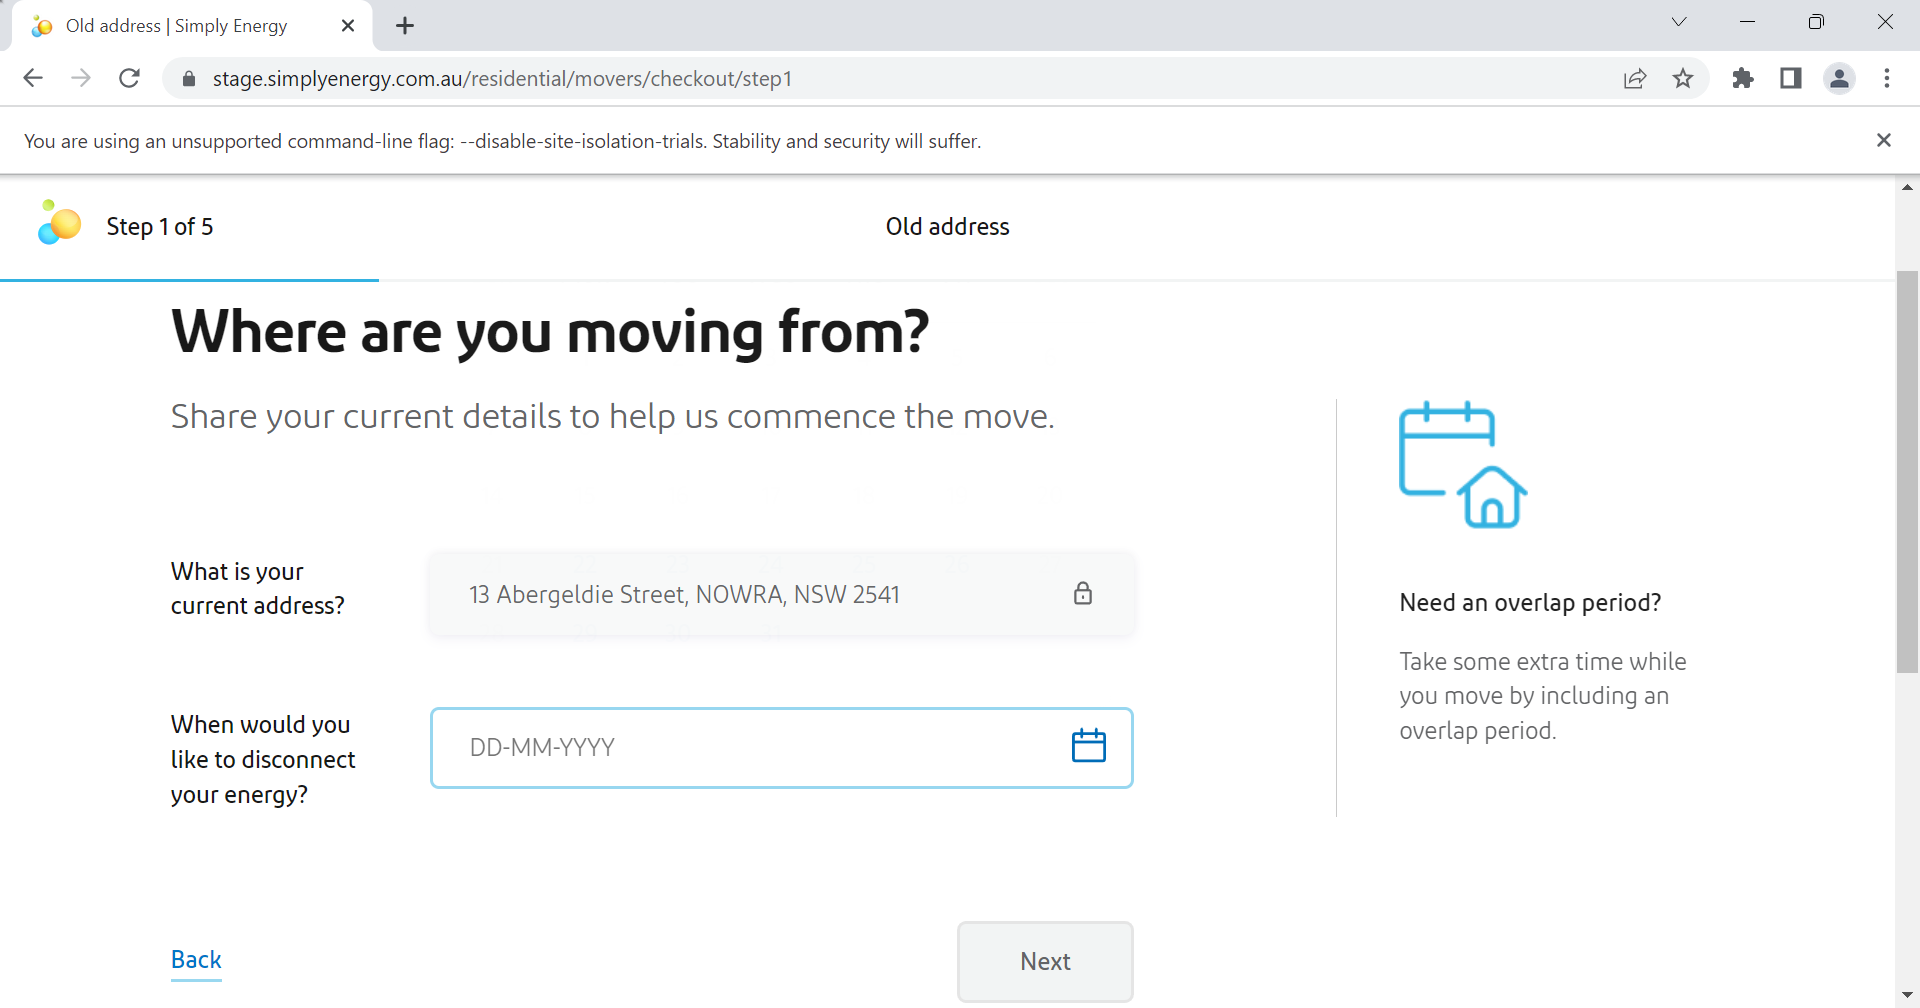 Old address | Simply Energy
stage.simplyenergy.com.au/residential/movers/checkout/step1
You are using an unsupported command-line flag: --disable-site-isolation-trials. Stability and security will suffer.
Step 1 of 5
Old address
Where are you moving from?
Share your current details to help us commence the move.
What is your
current address?
13 Abergeldie Street, NOWRA, NSW 2541
When would you
like to disconnect
your energy?
DD-MM-YYYY
Need an overlap period?
Take some extra time while
you move by including an
overlap period.
Back
Next